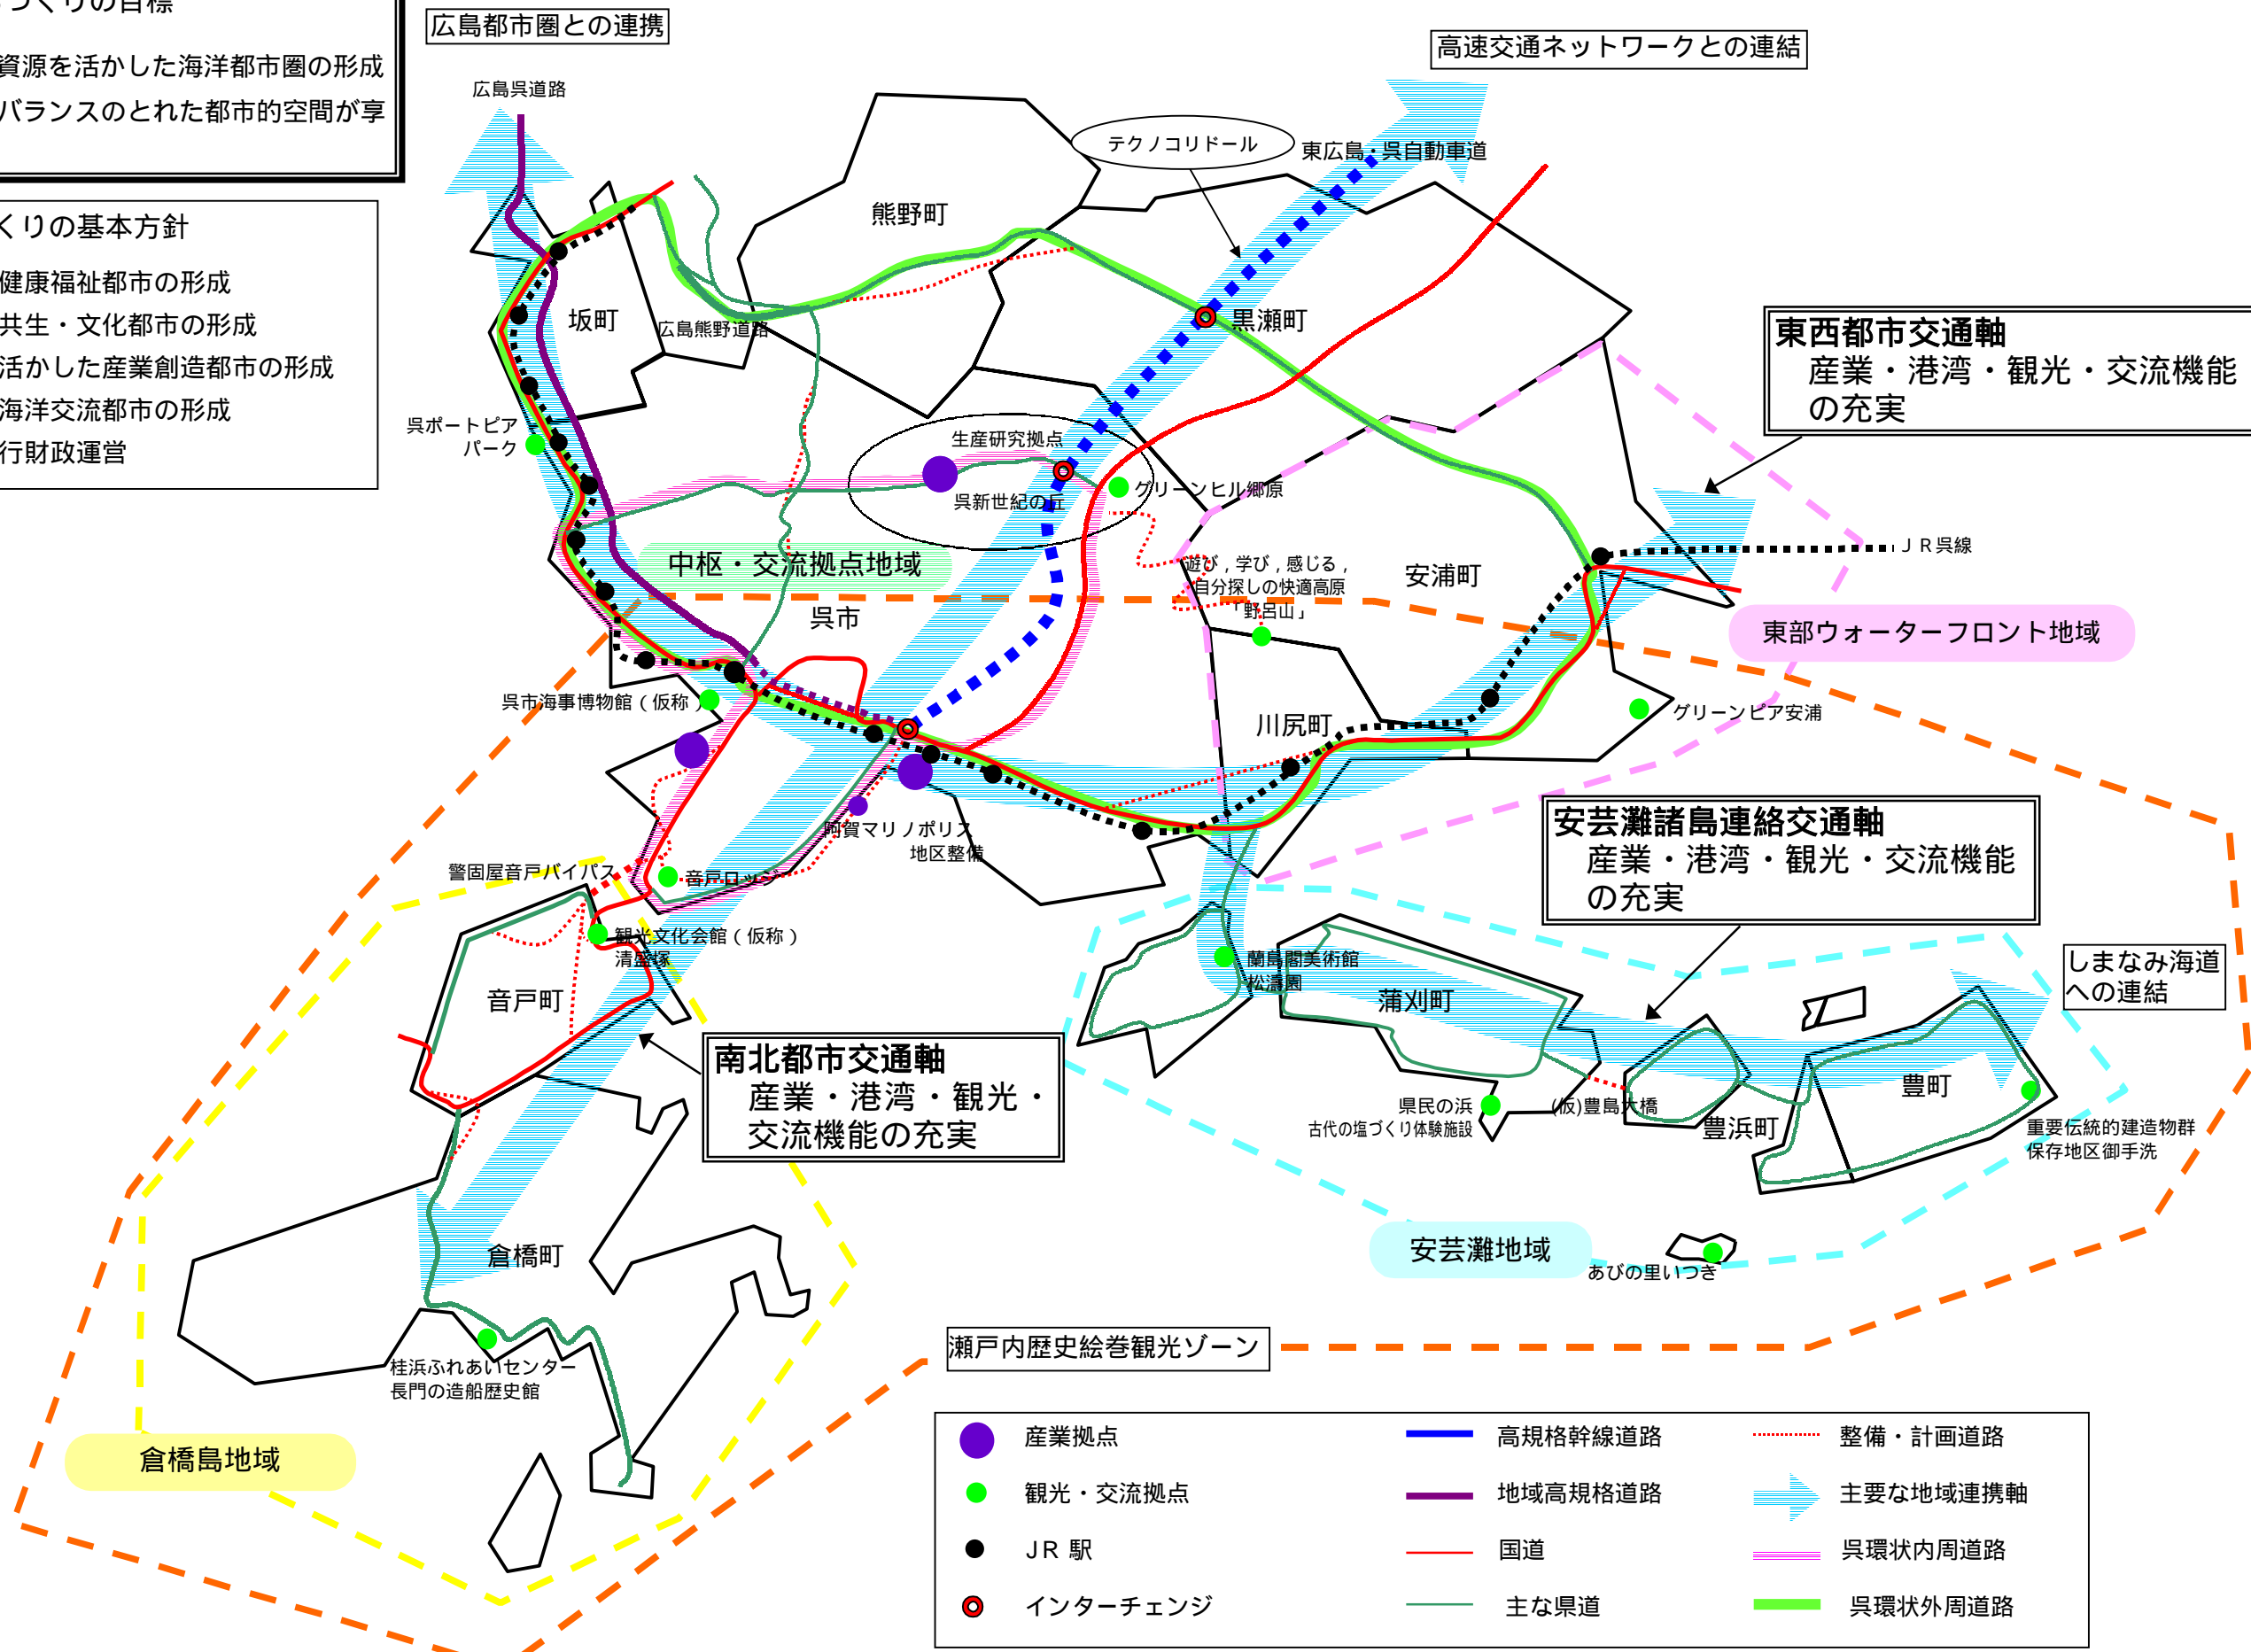 づくりの目標
資源を活かした海洋都市圏の形成
バランスのとれた都市的空間が享
くりの基本方針
健康福祉都市の形成
共生・文化都市の形成
活かした産業創造都市の形成
海洋交流都市の形成
行財政運営
広島都市圏との連携
高速交通ネットワークとの連結
広島呉道路
テクノコリドール
東広島・呉自動車道
熊野町
坂町
広島熊野道路
黒瀬町
東西都市交通軸
産業・港湾・観光・交流機能
の充実
呉ポートピア
パーク
生産研究拠点
呉新世紀の丘
グリーンヒル郷原
中枢・交流拠点地域
呉市
遊び，学び，感じる，
自分探しの快適高原
「野呂山」
安浦町
ＪＲ呉線
東部ウォーターフロント地域
呉市海事博物館（仮称）
川尻町
グリーンピア安浦
阿賀マリノポリス
地区整備
安芸灘諸島連絡交通軸
産業・港湾・観光・交流機能
の充実
警固屋音戸バイパス
音戸ロッジ
観光文化会館（仮称）
清盛塚
音戸町
蘭島閣美術館
松濤園
蒲刈町
しまなみ海道
への連結
南北都市交通軸
産業・港湾・観光・
交流機能の充実
県民の浜
古代の塩づくり体験施設
(仮)豊島大橋
豊浜町
豊町
重要伝統的建造物群
保存地区御手洗
倉橋町
安芸灘地域
あびの里いつき
桂浜ふれあいセンター
長門の造船歴史館
瀬戸内歴史絵巻観光ゾーン
倉橋島地域
産業拠点
高規格幹線道路
整備・計画道路
観光・交流拠点
地域高規格道路
主要な地域連携軸
JR 駅
国道
呉環状内周道路
インターチェンジ
主な県道
呉環状外周道路